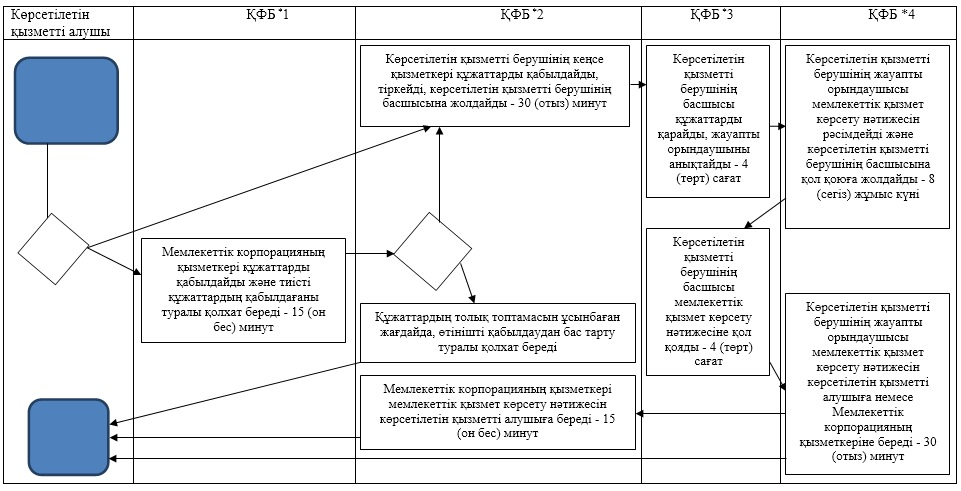 Көрсетілетін
қызметті алушы
ҚФБ *1
ҚФБ *2
ҚФБ *3
ҚФБ *4
Мемлекеттік корпорацияның
қызметкері құжаттарды
қабылдайды және тиісті
құжаттардың қабылдағаны
туралы қолхат береді - 15 (он
бес) минут
Көрсетілетін қызметті берушінің кеңсе
қызметкері құжаттарды қабылдайды,
тіркейді, көрсетілетін қызметті берушінің
басшысына жолдайды - 30 (отыз) минут
Құжаттардың толық топтамасын ұсынбаған
жағдайда, өтінішті қабылдаудан бас тарту
туралы қолхат береді
Мемлекеттік корпорацияның қызметкері
мемлекеттік қызмет көрсету нәтижесін
көрсетілетін қызметті алушыға береді - 15
(он бес) минут
Көрсетілетін
қызметті
берушінің
басшысы
құжаттарды
қарайды, жауапты
орындаушыны
анықтайды - 4
(төрт) сағат
Көрсетілетін
қызметті
берушінің
басшысы
мемлекеттік
қызмет көрсету
нәтижесіне қол
қояды - 4 (төрт)
сағат
Көрсетілетін қызметті
берушінің жауапты
орындаушысы
мемлекеттік қызмет
көрсету нәтижесін
рәсімдейді және
көрсетілетін қызметті
берушінің басшысына
қол қоюға жолдайды - 8
(сегіз) жұмыс күні
Көрсетілетін қызметті
берушінің жауапты
орындаушысы
мемлекеттік қызмет
көрсету нәтижесін
көрсетілетін қызметті
алушыға немесе
Мемлекеттік
корпорацияның
қызметкеріне береді - 30
(отыз) минут